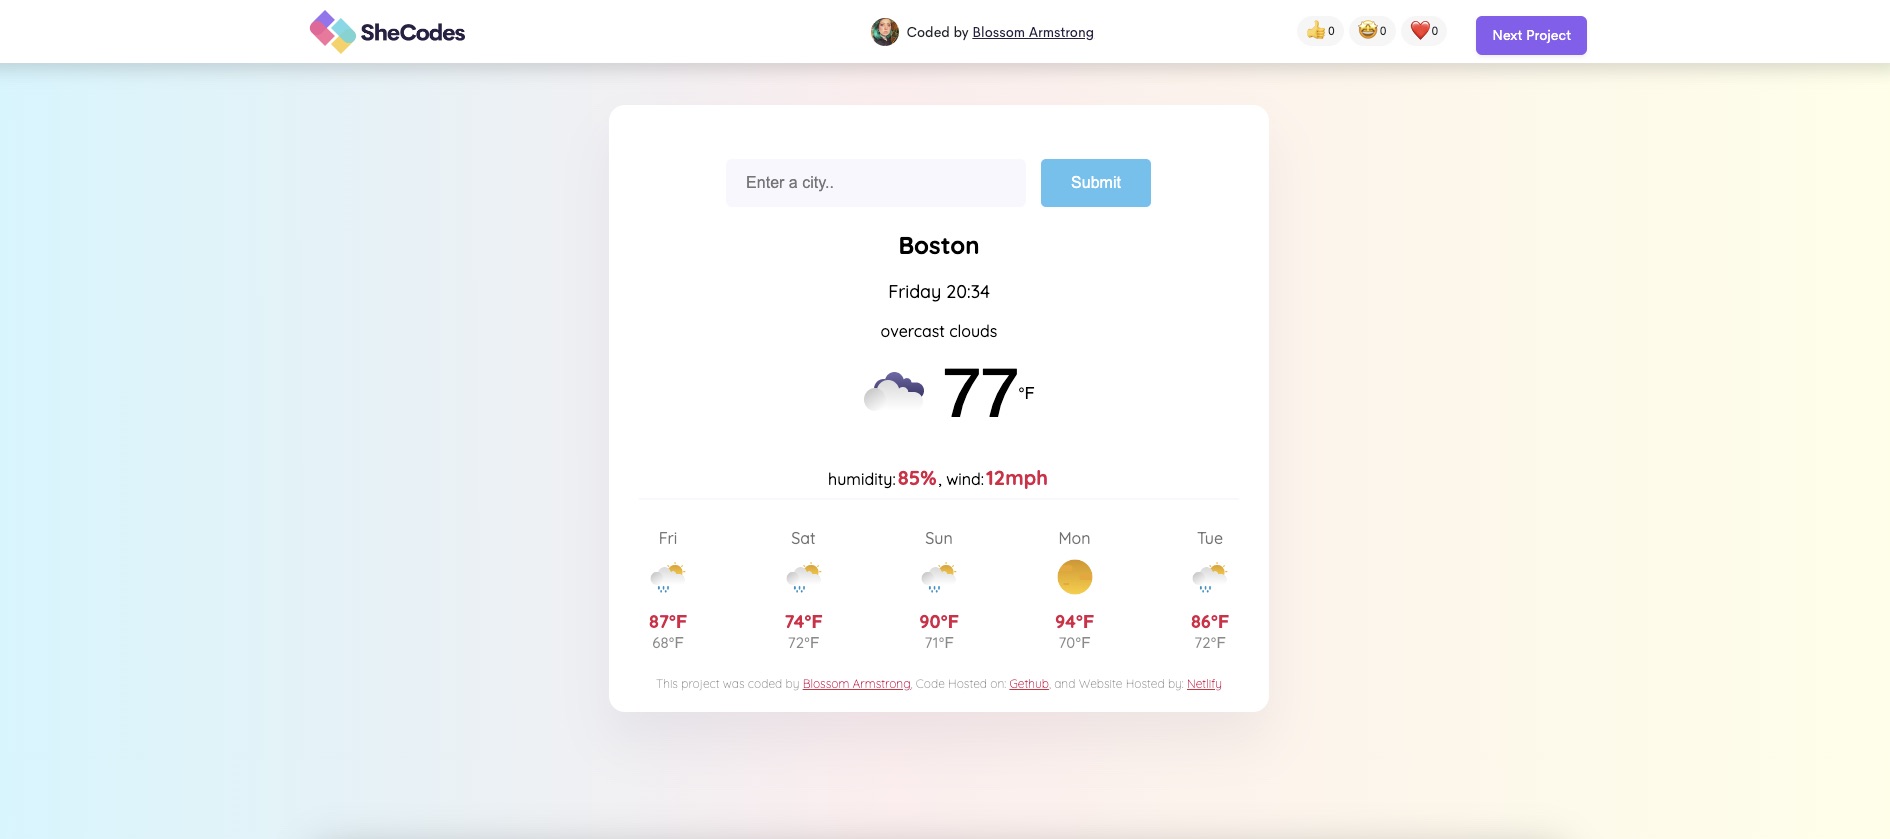 SheCodes
Coded by Blossom Armstrong
👍0 🤩0 ❤️0
Next Project
Enter a city..
Submit
Boston
Friday 20:34
overcast clouds
77°F
humidity:85%, wind:12mph
Fri Sat Sun Mon Tue
87°F 74°F 90°F 94°F 86°F
68°F 72°F 71°F 70°F 72°F
This project was coded by Blossom Armstrong, Code Hosted on: Gethub, and Website Hosted by: Netlify